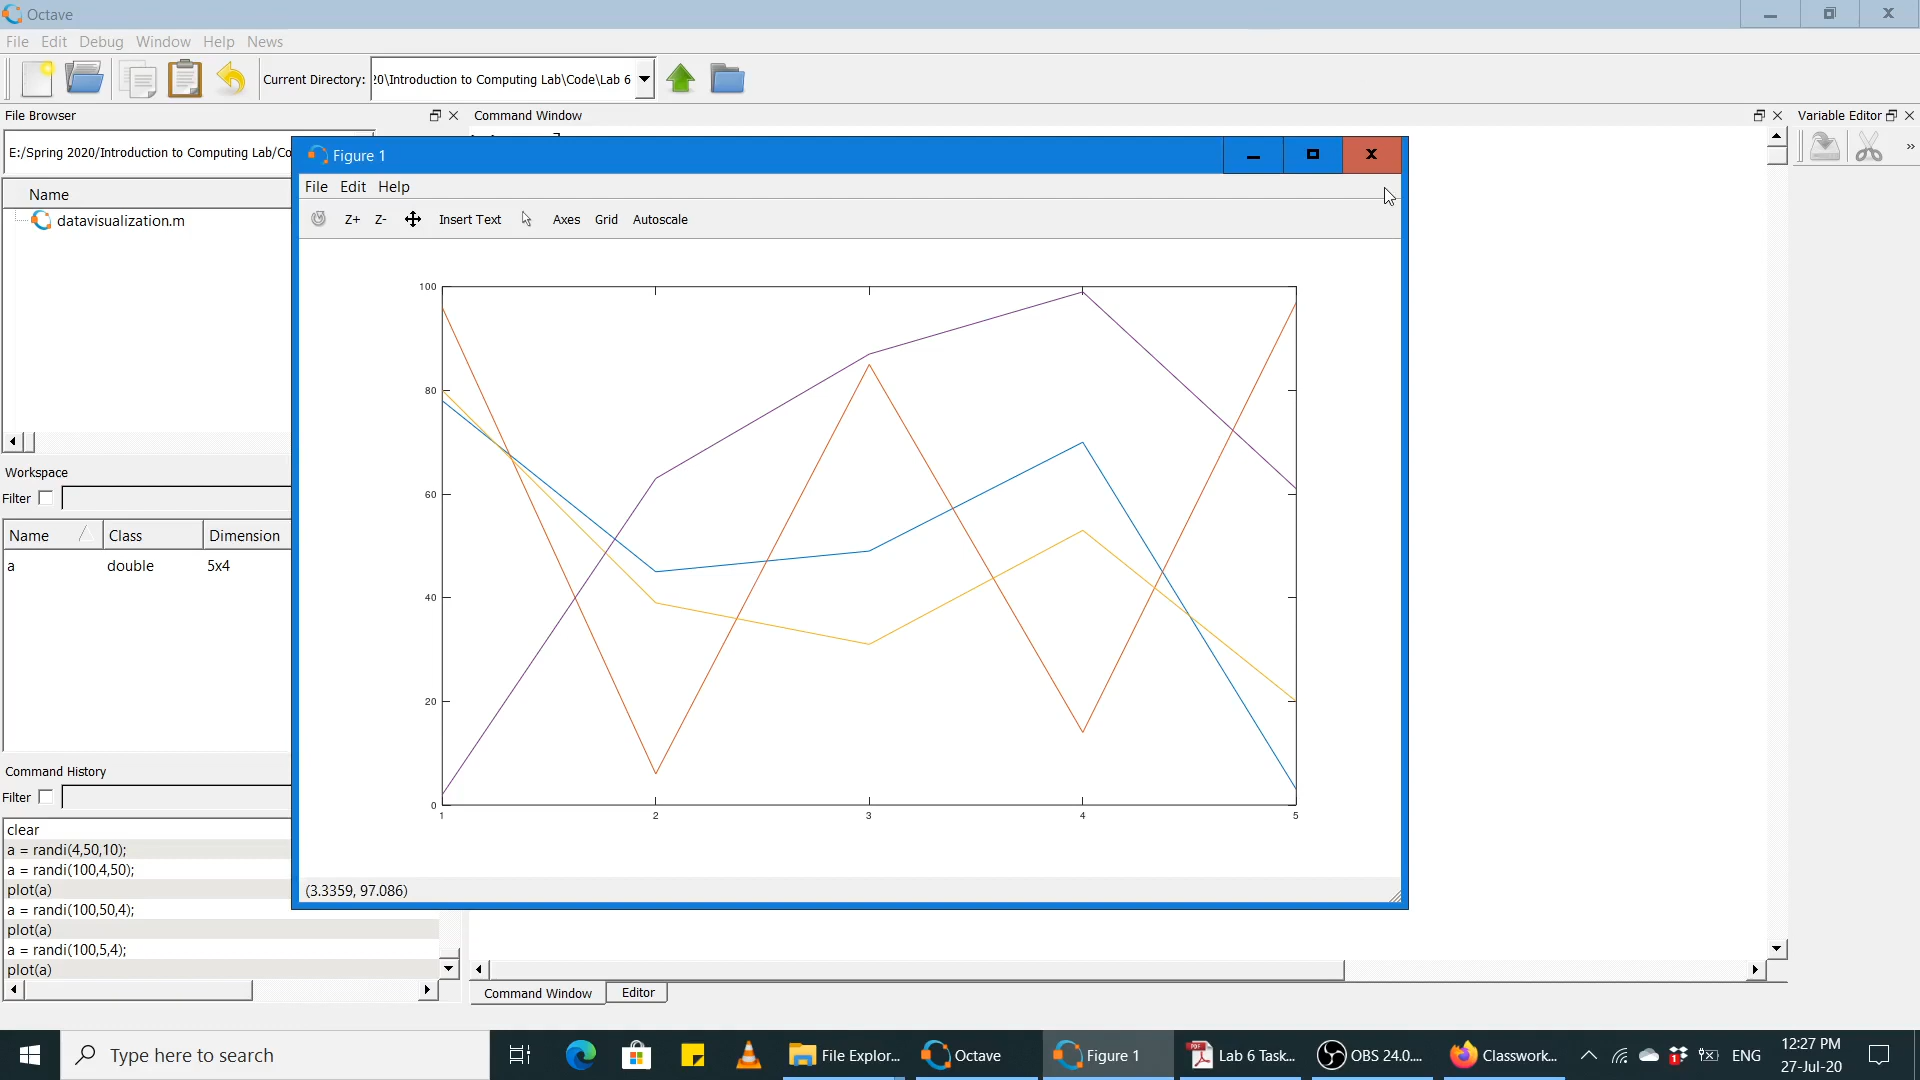 Octave
File Edit Debug Window Help News
Current Directory: 20\Introduction to Computing Lab\Code\Lab 6
File Browser
Command Window
Variable Editor
E:/Spring 2020/Introduction to Computing Lab/Co
»
Name
datavisualization.m
Figure 1
File Edit Help
Z+ Z- Insert Text Axes Grid Autoscale
100
80
60
40
20
0
1 2 3 4 5
(3.3359, 97.086)
Workspace
Filter
Name Class Dimension
a double 5x4
Command History
Filter
clear
a = randi(4,50,10);
a = randi(100,4,50);
plot(a)
a = randi(100,50,4);
plot(a)
a = randi(100,5,4);
plot(a)
Command Window Editor
Type here to search
File Explor...
Octave
Figure 1
Lab 6 Task...
OBS 24.0....
Classwork...
ENG
12:27 PM
27-Jul-20